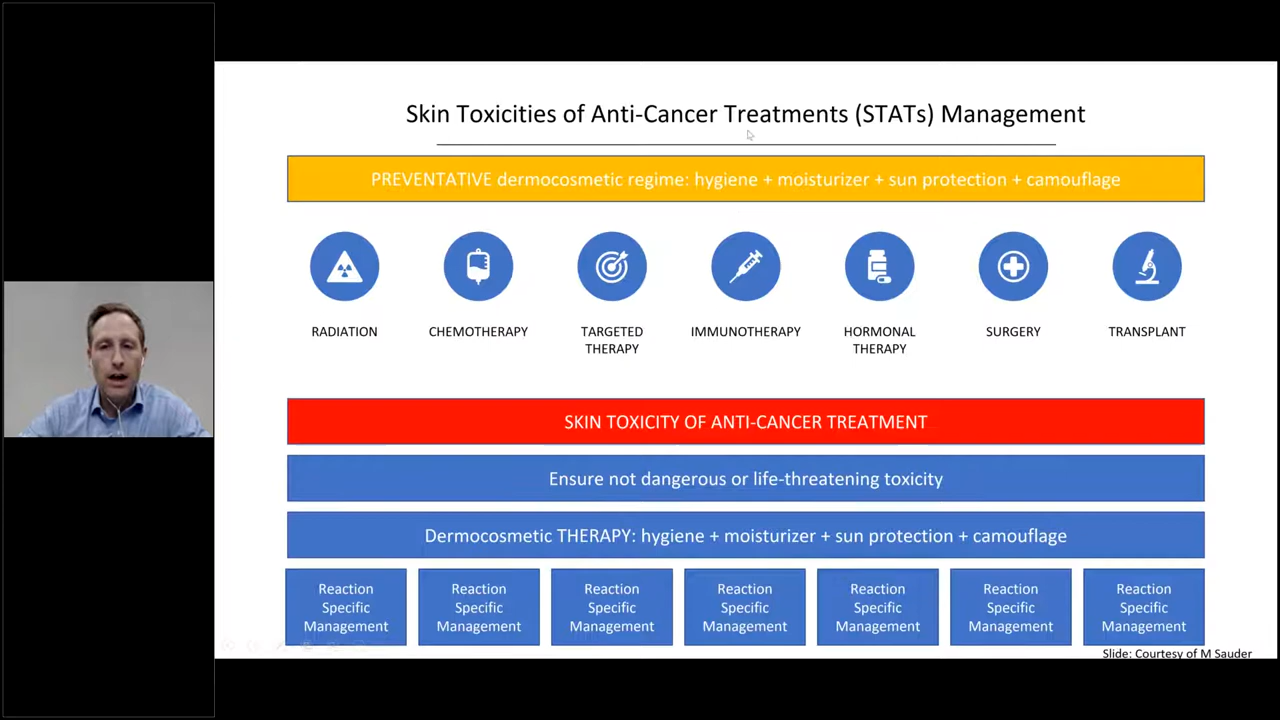 Skin Toxicities of Anti-Cancer Treatments (STATs) Management
PREVENTATIVE dermocosmetic regime: hygiene + moisturizer + sun protection + camouflage
RADIATION
CHEMOTHERAPY
TARGETED
THERAPY
IMMUNOTHERAPY
HORMONAL
THERAPY
SURGERY
TRANSPLANT
SKIN TOXICITY OF ANTI-CANCER TREATMENT
Ensure not dangerous or life-threatening toxicity
Dermocosmetic THERAPY: hygiene + moisturizer + sun protection + camouflage
Reaction
Specific
Management
Reaction
Specific
Management
Reaction
Specific
Management
Reaction
Specific
Management
Reaction
Specific
Management
Reaction
Specific
Management
Reaction
Specific
Management
Slide: Courtesy of M Sauder